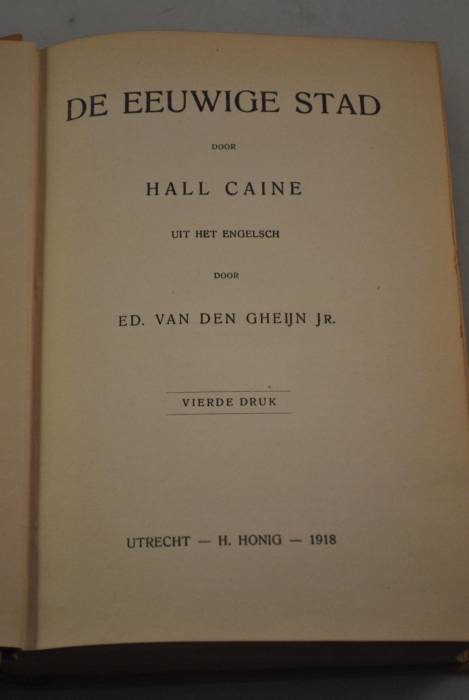 DE EEUWIGE STAD
DOOR
HALL CAINE
UIT HET ENGELSCH
DOOR
ED. VAN DEN GHEIJN JR.
VIERDE DRUK
UTRECHT — H. HONIG — 1918